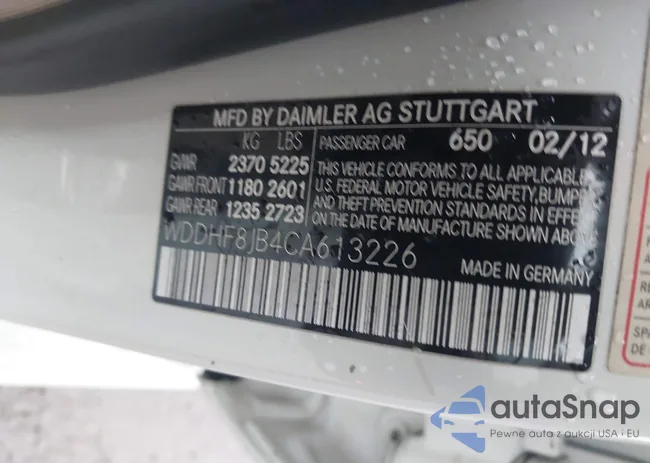 MFD BY DAIMLER AG STUTTGART
KG LBS
PASSENGER CAR 650 02/12
GVWR 2370 5225
GAWR FRONT 1180 2601
GAWR REAR 1235 2723
THIS VEHICLE CONFORMS TO ALL APPLICABLE
U.S. FEDERAL MOTOR VEHICLE SAFETY, BUMPER
AND THEFT PREVENTION STANDARDS IN EFFECT
ON THE DATE OF MANUFACTURE SHOWN ABOVE
WDDHF8JB4CA613226
MADE IN GERMANY
SPA
DE
autaSnap
Pewne auta z aukcji USA i EU